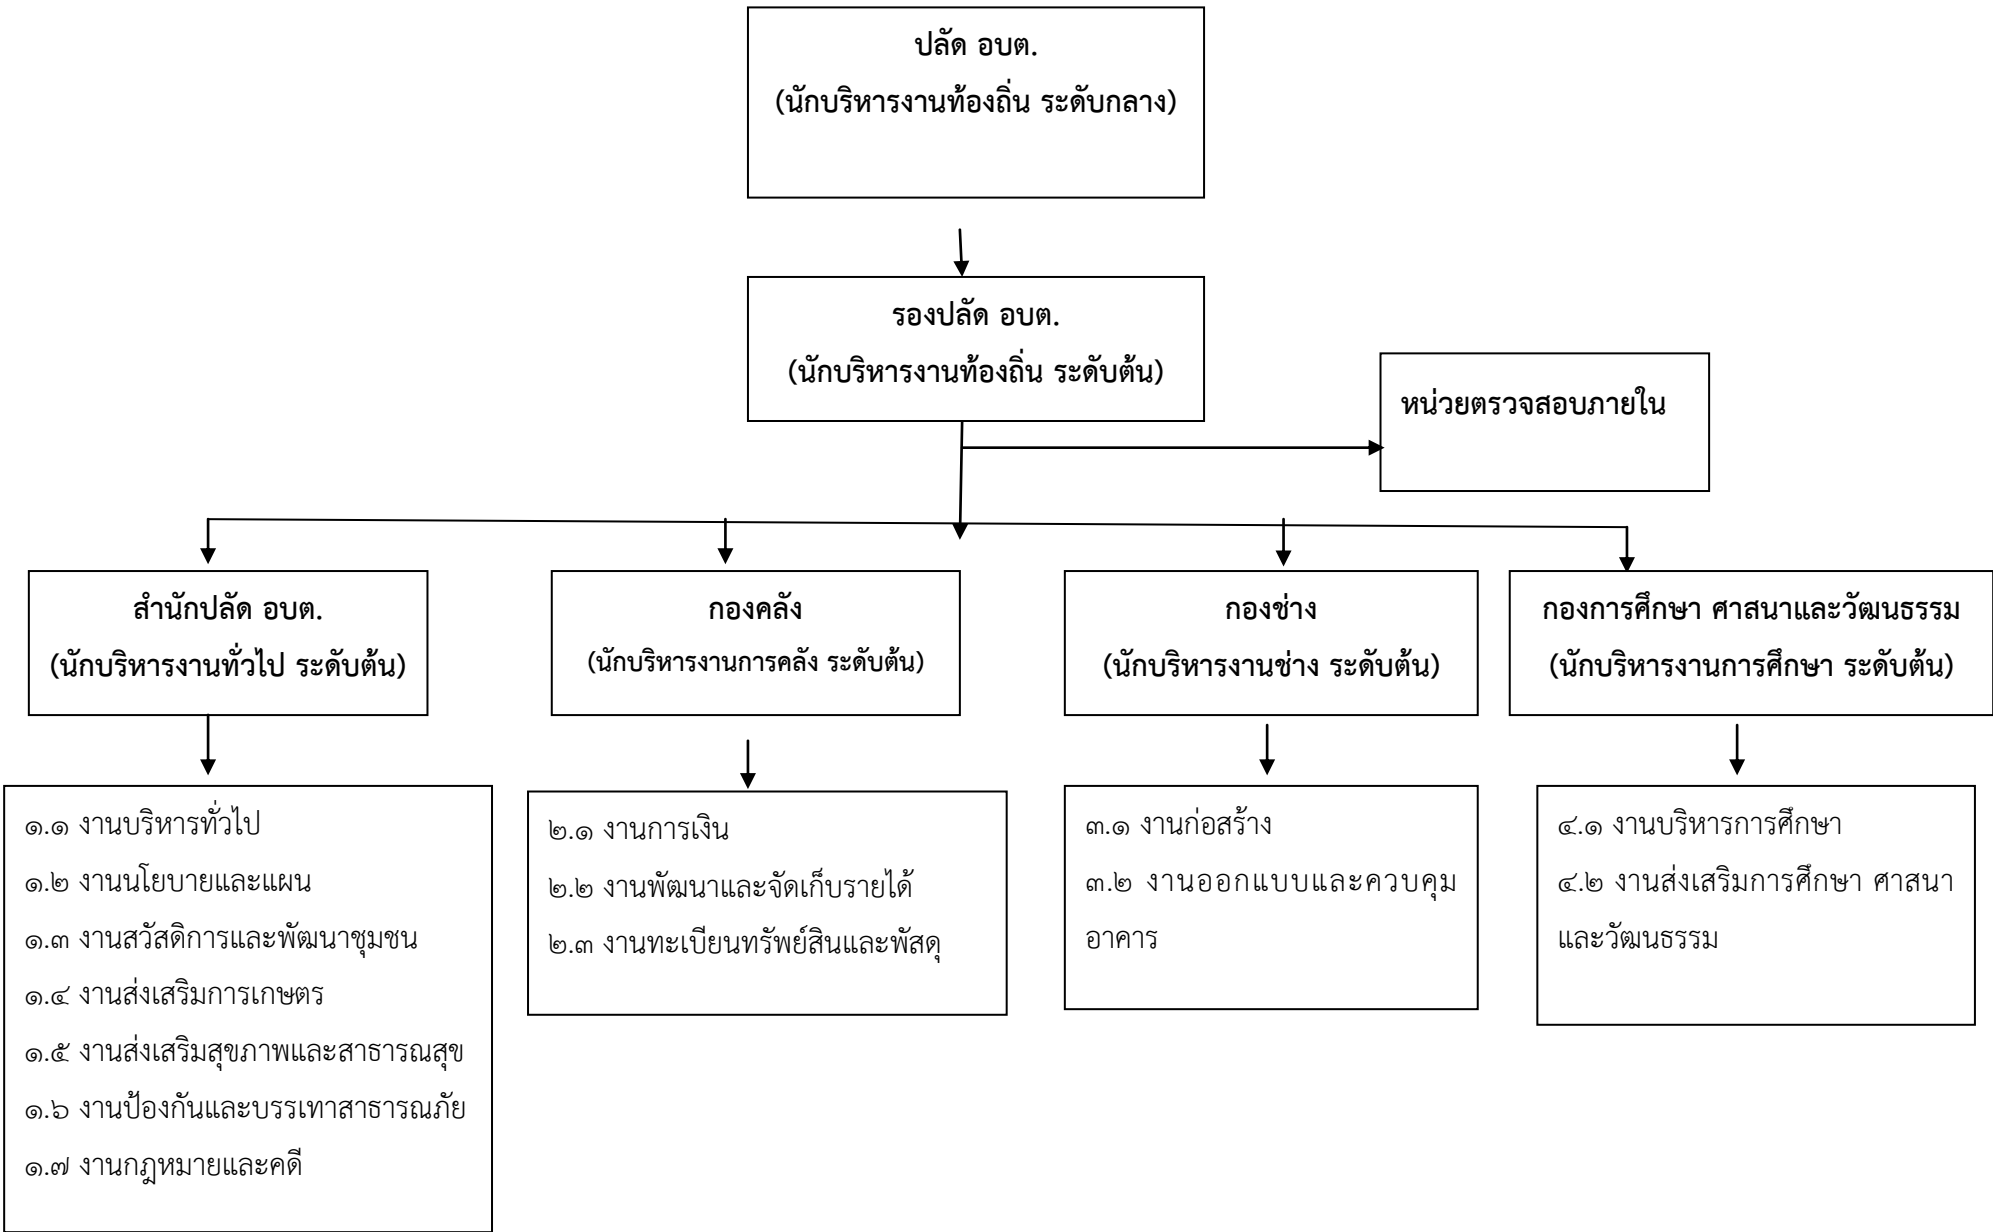 ปลัด อบต.
(นักบริหารงานท้องถิ่น ระดับกลาง)
รองปลัด อบต.
(นักบริหารงานท้องถิ่น ระดับต้น)
หน่วยตรวจสอบภายใน
สำนักปลัด อบต.
(นักบริหารงานทั่วไป ระดับต้น)
กองคลัง
(นักบริหารงานการคลัง ระดับต้น)
กองช่าง
(นักบริหารงานช่าง ระดับต้น)
กองการศึกษา ศาสนาและวัฒนธรรม
(นักบริหารงานการศึกษา ระดับต้น)
๑.๑ งานบริหารทั่วไป
๑.๒ งานนโยบายและแผน
๑.๓ งานสวัสดิการและพัฒนาชุมชน
๑.๔ งานส่งเสริมการเกษตร
๑.๕ งานส่งเสริมสุขภาพและสาธารณสุข
๑.๖ งานป้องกันและบรรเทาสาธารณภัย
๑.๗ งานกฎหมายและคดี
๒.๑ งานการเงิน
๒.๒ งานพัฒนาและจัดเก็บรายได้
๒.๓ งานทะเบียนทรัพย์สินและพัสดุ
๓.๑ งานก่อสร้าง
๓.๒ งานออกแบบและควบคุม
อาคาร
๔.๑ งานบริหารการศึกษา
๔.๒ งานส่งเสริมการศึกษา ศาสนา
และวัฒนธรรม